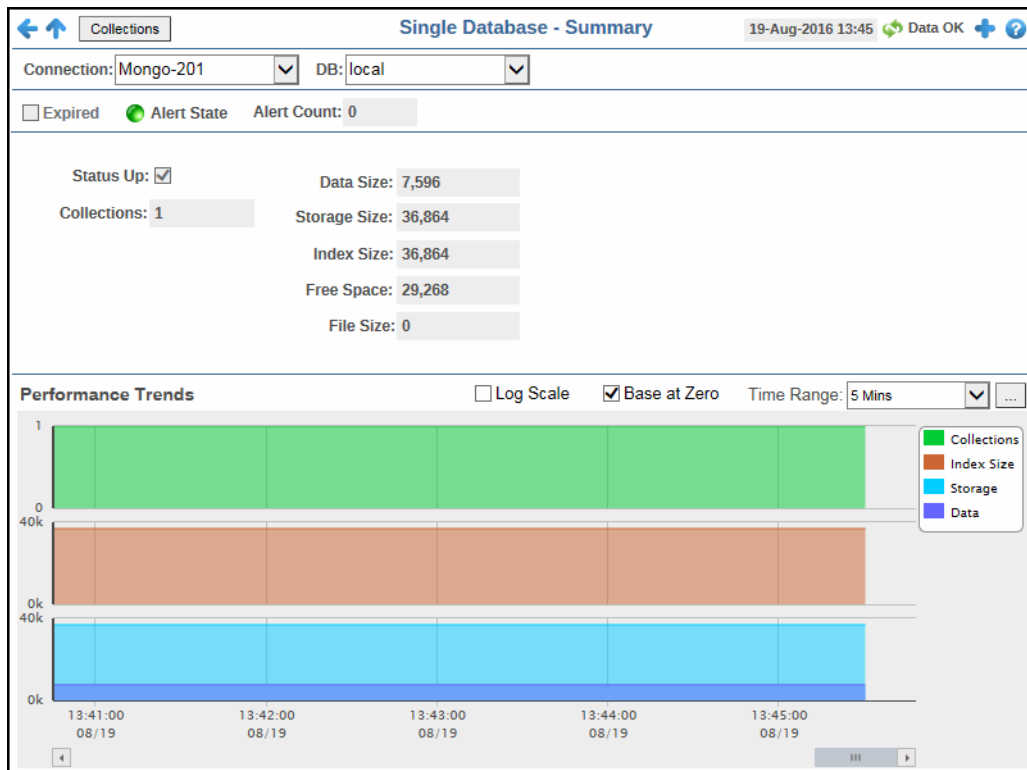 Collections Single Database - Summary 19-Aug-2016 13:45 Data OK
Connection: Mongo-201 DB: local
Expired Alert State Alert Count: 0
Status Up:
Data Size: 7,596
Collections: 1
Storage Size: 36,864
Index Size: 36,864
Free Space: 29,268
File Size: 0
Performance Trends Log Scale Base at Zero Time Range: 5 Mins ...
1
0
40k
0k
40k
0k
Collections
Index Size
Storage
Data
13:41:00 13:42:00 13:43:00 13:44:00 13:45:00
08/19 08/19 08/19 08/19 08/19